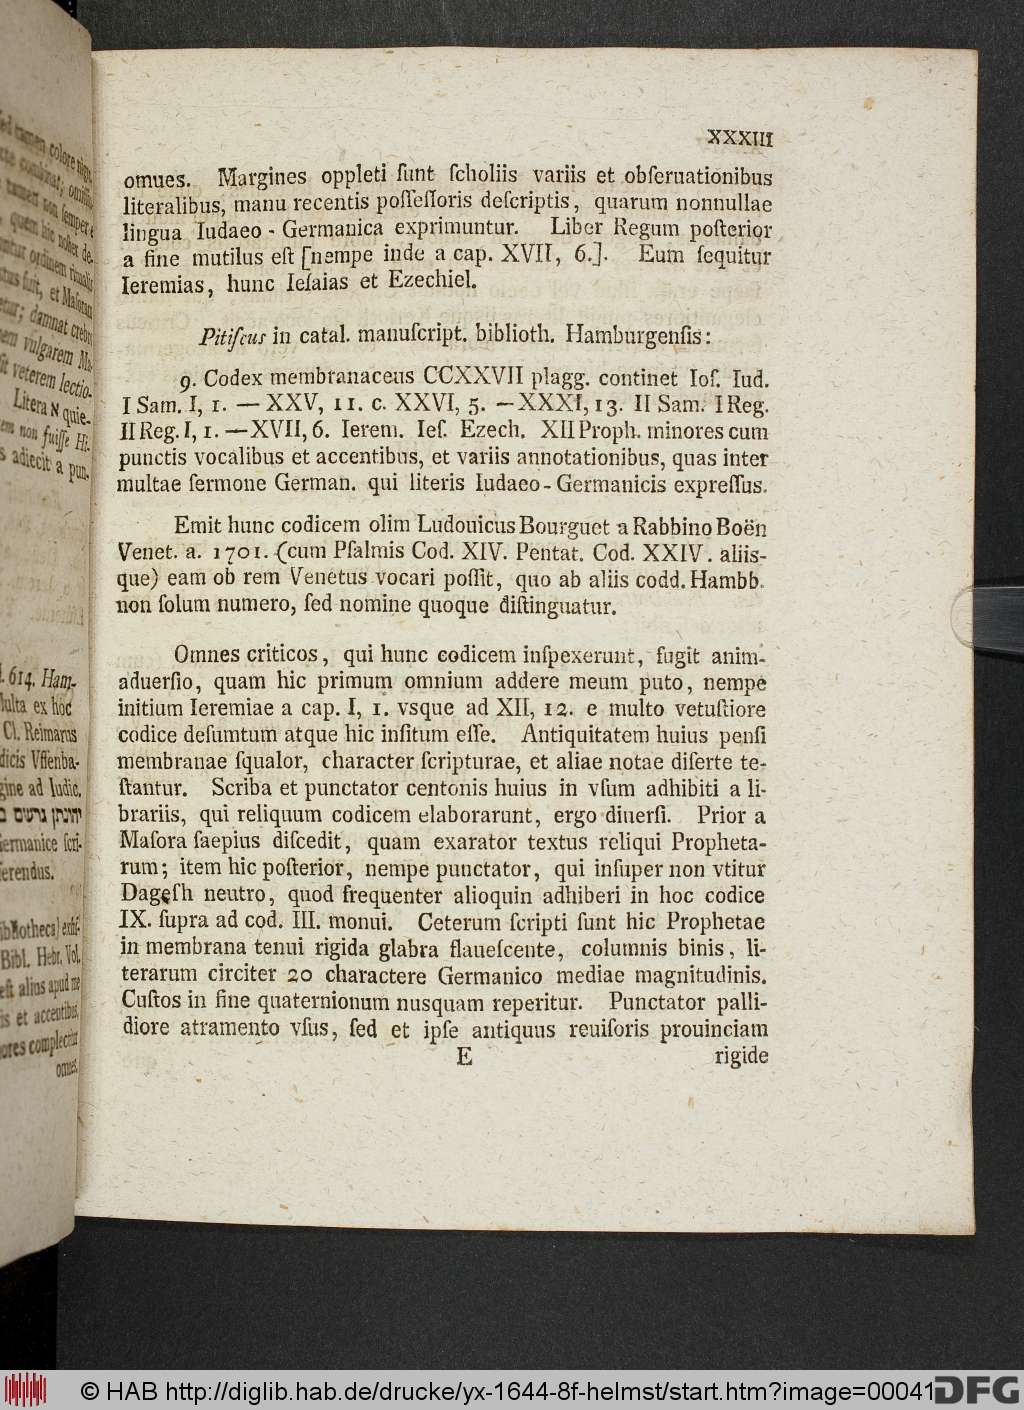 XXXIII
omues. Margines oppleti ſunt ſcholiis variis et obſeruationibus
literalibus, manu recentis poſſeſſoris deſcriptis, quarum nonnullae
lingua Iudaeo - Germanica exprimuntur. Liber Regum poſterior
a fine mutilus eſt [nempe inde a cap. XVII, 6.]. Eum ſequitur
Ieremias, hunc Ieſaias et Ezechiel.
Pitiſcus in catal. manuſcript. biblioth. Hamburgenſis:
9. Codex membranaceus CCXXVII plagg. continet Ioſ. Iud.
I Sam. I, 1. — XXV, 11. c. XXVI, 5. — XXXI, 13. II Sam. I Reg.
II Reg. I, 1. — XVII, 6. Ierem. Ieſ. Ezech. XII Proph. minores cum
punctis vocalibus et accentibus, et variis annotationibus, quas inter
multae ſermone German. qui literis Iudaeo - Germanicis expreſſus.
Emit hunc codicem olim Ludouicus Bourguet a Rabbino Boën
Venet. a. 1701. (cum Pſalmis Cod. XIV. Pentat. Cod. XXIV. aliis-
que) eam ob rem Venetus vocari poſſit, quo ab aliis codd. Hambb.
non ſolum numero, ſed nomine quoque diſtinguatur.
Omnes criticos, qui hunc codicem inſpexerunt, fugit anim-
aduerſio, quam hic primum omnium addere meum puto, nempe
initium Ieremiae a cap. I, 1. vsque ad XII, 12. e multo vetuſtiore
codice deſumtum atque hic inſitum eſſe. Antiquitatem huius penſi
membranae ſqualor, character ſcripturae, et aliae notae diſerte te-
ſtantur. Scriba et punctator centonis huius in vſum adhibiti a li-
brariis, qui reliquum codicem elaborarunt, ergo diuerſi. Prior a
Maſora ſaepius diſcedit, quam exarator textus reliqui Propheta-
rum; item hic poſterior, nempe punctator, qui inſuper non vtitur
Dageſh neutro, quod frequenter alioquin adhiberi in hoc codice
IX. ſupra ad cod. III. monui. Ceterum ſcripti ſunt hic Prophetae
in membrana tenui rigida glabra flaueſcente, columnis binis, li-
terarum circiter 20 charactere Germanico mediae magnitudinis.
Cuſtos in fine quaternionum nusquam reperitur. Punctator palli-
diore atramento vſus, ſed et ipſe antiquus reuiſoris prouinciam
E rigide
© HAB http://diglib.hab.de/drucke/yx-1644-8f-helmst/start.htm?image=00041
DFG